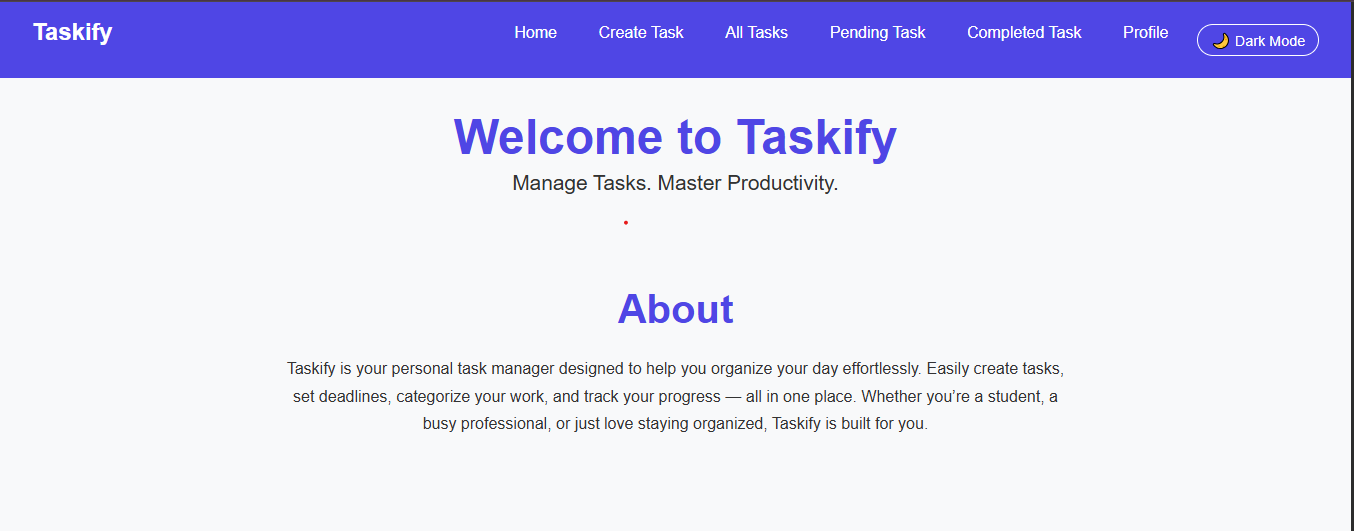 Taskify Home Create Task All Tasks Pending Task Completed Task Profile 🌙 Dark Mode
Welcome to Taskify
Manage Tasks. Master Productivity.
About
Taskify is your personal task manager designed to help you organize your day effortlessly. Easily create tasks,
set deadlines, categorize your work, and track your progress — all in one place. Whether you’re a student, a
busy professional, or just love staying organized, Taskify is built for you.